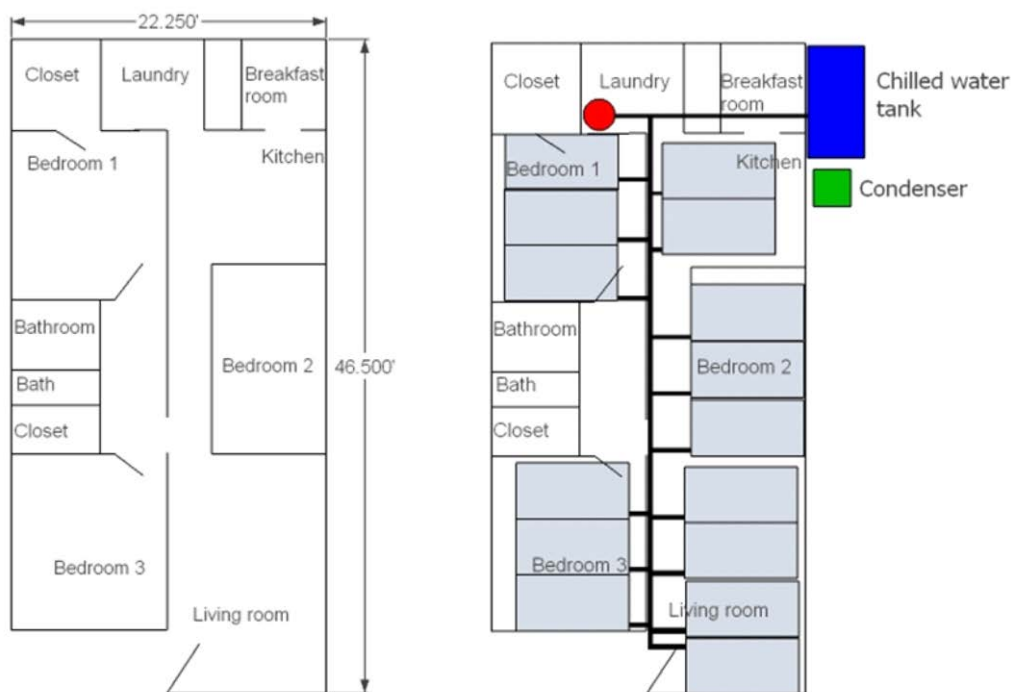 22.250'
Closet
Laundry
Breakfast
room
Bedroom 1
Kitchen
Bathroom
Bath
Closet
Bedroom 2
46.500'
Bedroom 3
Living room
Closet
Laundry
Breakfast
room
Chilled water
tank
Bedroom 1
Kitchen
Condenser
Bathroom
Bath
Closet
Bedroom 2
Bedroom 3
Living room